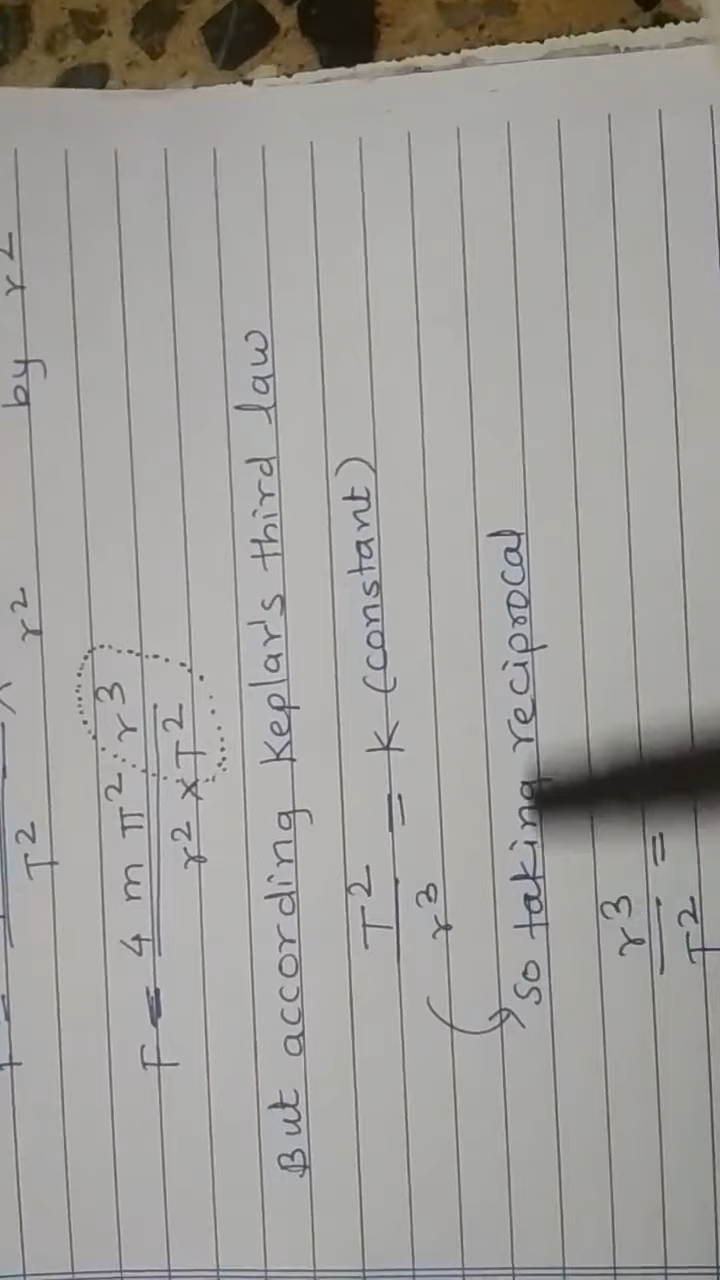 T² r² by r²
F = 4 m π² r³ / r² × T²
But according Keplar's third law
T² / r³ = K (constant)
So taking reciprocal
r³ / T² =